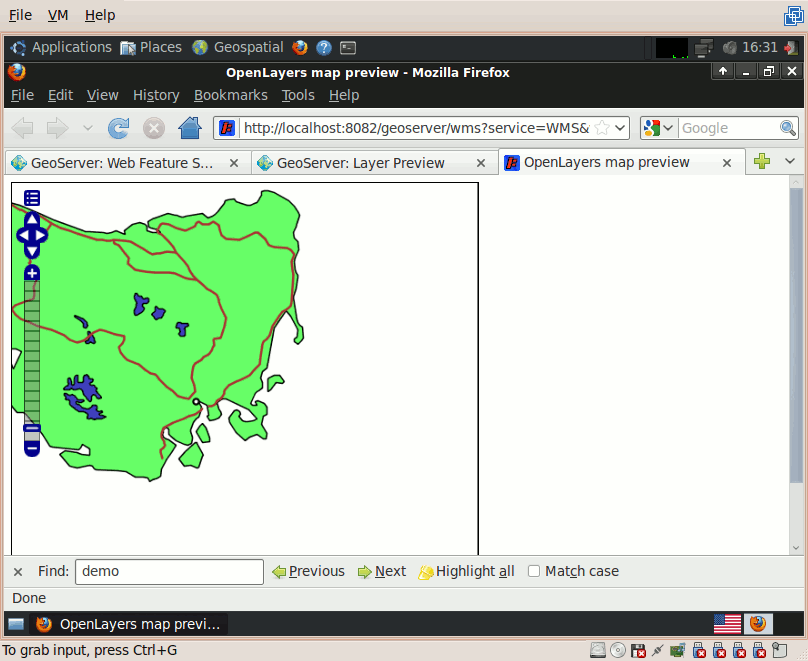 File VM Help
Applications Places Geospatial 16:31
OpenLayers map preview - Mozilla Firefox
File Edit View History Bookmarks Tools Help
http://localhost:8082/geoserver/wms?service=WMS& Google
GeoServer: Web Feature S... GeoServer: Layer Preview OpenLayers map preview
Find: demo Previous Next Highlight all Match case
Done
OpenLayers map previ...
To grab input, press Ctrl+G